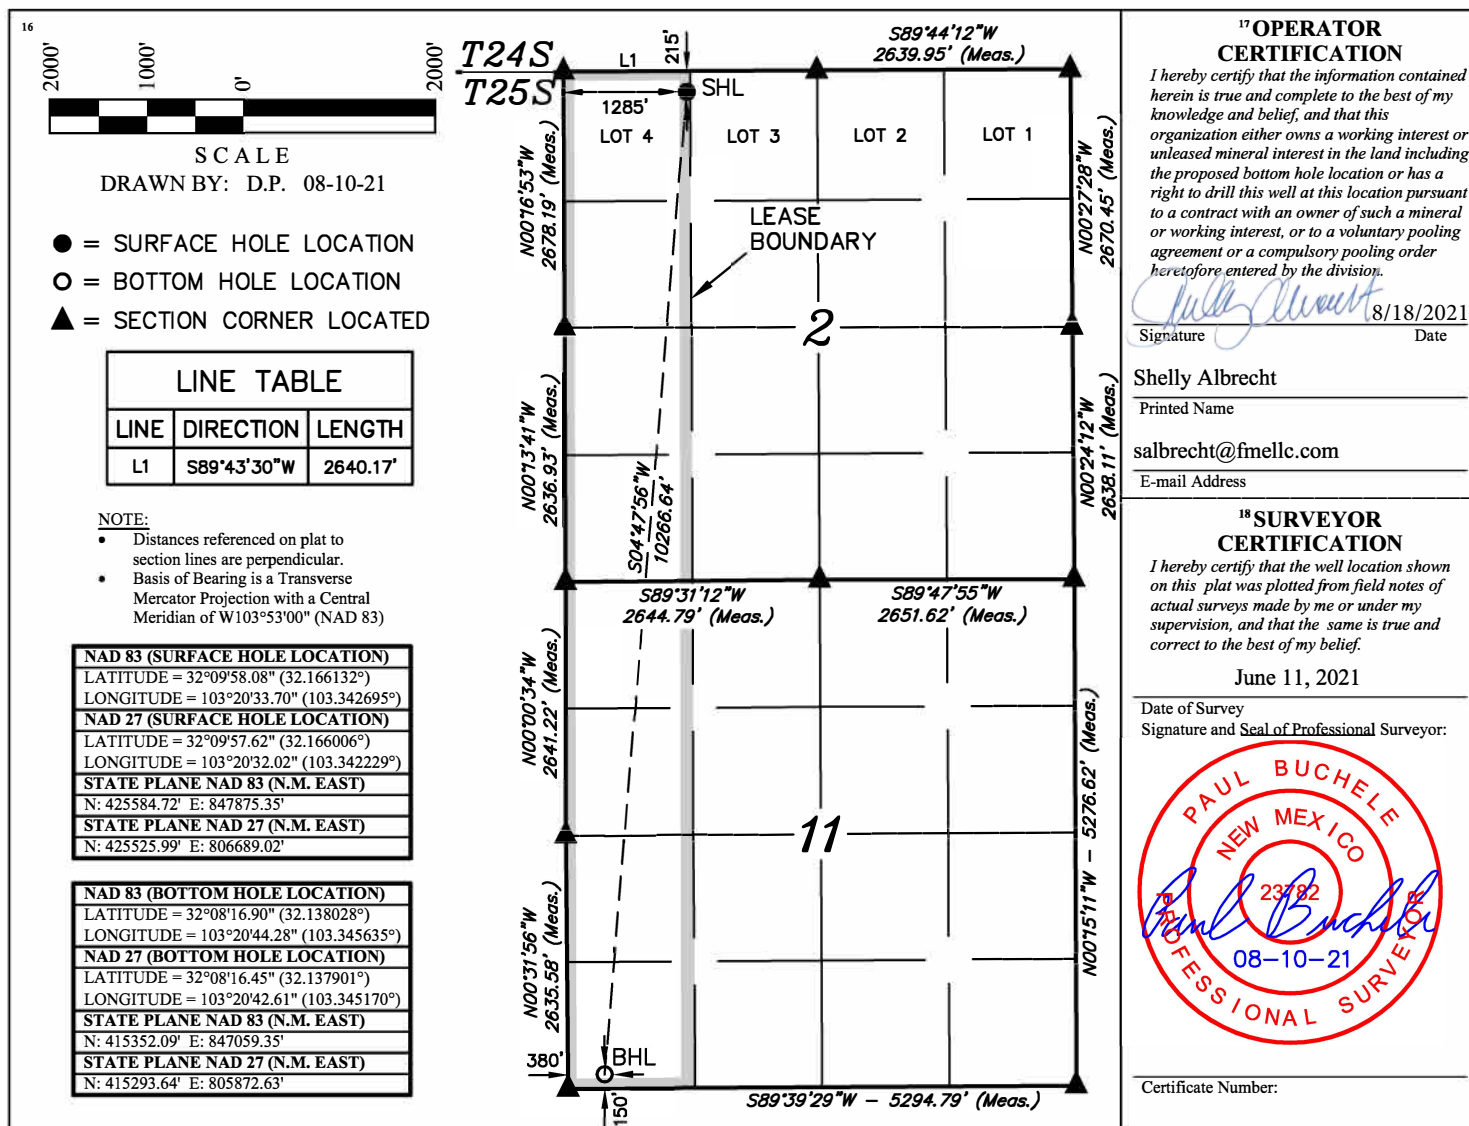 16
2000' 1000' 0' 2000'
SCALE
DRAWN BY: D.P. 08-10-21
● = SURFACE HOLE LOCATION
○ = BOTTOM HOLE LOCATION
▲ = SECTION CORNER LOCATED
LINE TABLE
LINE DIRECTION LENGTH
L1 S89°43'30"W 2640.17'
NOTE:
• Distances referenced on plat to
section lines are perpendicular.
• Basis of Bearing is a Transverse
Mercator Projection with a Central
Meridian of W103°53'00" (NAD 83)
NAD 83 (SURFACE HOLE LOCATION)
LATITUDE = 32°09'58.08" (32.166132°)
LONGITUDE = 103°20'33.70" (103.342695°)
NAD 27 (SURFACE HOLE LOCATION)
LATITUDE = 32°09'57.62" (32.166006°)
LONGITUDE = 103°20'32.02" (103.342229°)
STATE PLANE NAD 83 (N.M. EAST)
N: 425584.72' E: 847875.35'
STATE PLANE NAD 27 (N.M. EAST)
N: 425525.99' E: 806689.02'
NAD 83 (BOTTOM HOLE LOCATION)
LATITUDE = 32°08'16.90" (32.138028°)
LONGITUDE = 103°20'44.28" (103.345635°)
NAD 27 (BOTTOM HOLE LOCATION)
LATITUDE = 32°08'16.45" (32.137901°)
LONGITUDE = 103°20'42.61" (103.345170°)
STATE PLANE NAD 83 (N.M. EAST)
N: 415352.09' E: 847059.35'
STATE PLANE NAD 27 (N.M. EAST)
N: 415293.64' E: 805872.63'
T24S
T25S
L1
215'
S89°44'12"W
2639.95' (Meas.)
SHL
1285'
LOT 4 LOT 3 LOT 2 LOT 1
N00°16'53"W
2678.19' (Meas.)
N00°27'28"W
2670.45' (Meas.)
LEASE
BOUNDARY
2
N00°13'41"W
2636.93' (Meas.)
S04°47'56"W
10266.64'
N00°24'12"W
2638.11' (Meas.)
S89°31'12"W
2644.79' (Meas.)
S89°47'55"W
2651.62' (Meas.)
N00°00'34"W
2641.22' (Meas.)
11
N00°15'11"W – 5276.62' (Meas.)
N00°31'56"W
2635.58' (Meas.)
380'
BHL
150'
S89°39'29"W – 5294.79' (Meas.)
17 OPERATOR
CERTIFICATION
I hereby certify that the information contained
herein is true and complete to the best of my
knowledge and belief, and that this
organization either owns a working interest or
unleased mineral interest in the land including
the proposed bottom hole location or has a
right to drill this well at this location pursuant
to a contract with an owner of such a mineral
or working interest, or to a voluntary pooling
agreement or a compulsory pooling order
heretofore entered by the division.
8/18/2021
Signature Date
Shelly Albrecht
Printed Name
salbrecht@fmellc.com
E-mail Address
18 SURVEYOR
CERTIFICATION
I hereby certify that the well location shown
on this plat was plotted from field notes of
actual surveys made by me or under my
supervision, and that the same is true and
correct to the best of my belief.
June 11, 2021
Date of Survey
Signature and Seal of Professional Surveyor:
PAUL BUCHELE
NEW MEXICO
23782
Paul Buchele
08-10-21
PROFESSIONAL SURVEYOR
Certificate Number: